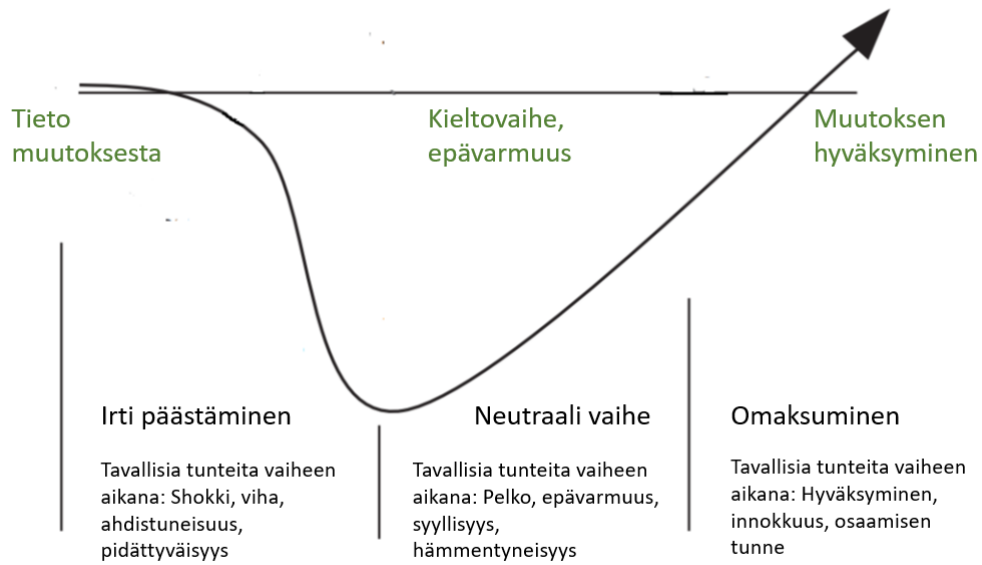 Tieto
muutoksesta
Kieltovaihe,
epävarmuus
Muutoksen
hyväksyminen
Irti päästäminen
Tavallisia tunteita vaiheen
aikana: Shokki, viha,
ahdistuneisuus,
pidättyväisyys
Neutraali vaihe
Tavallisia tunteita vaiheen
aikana: Pelko, epävarmuus,
syyllisyys,
hämmentyneisyys
Omaksuminen
Tavallisia tunteita vaiheen
aikana: Hyväksyminen,
innokkuus, osaamisen
tunne